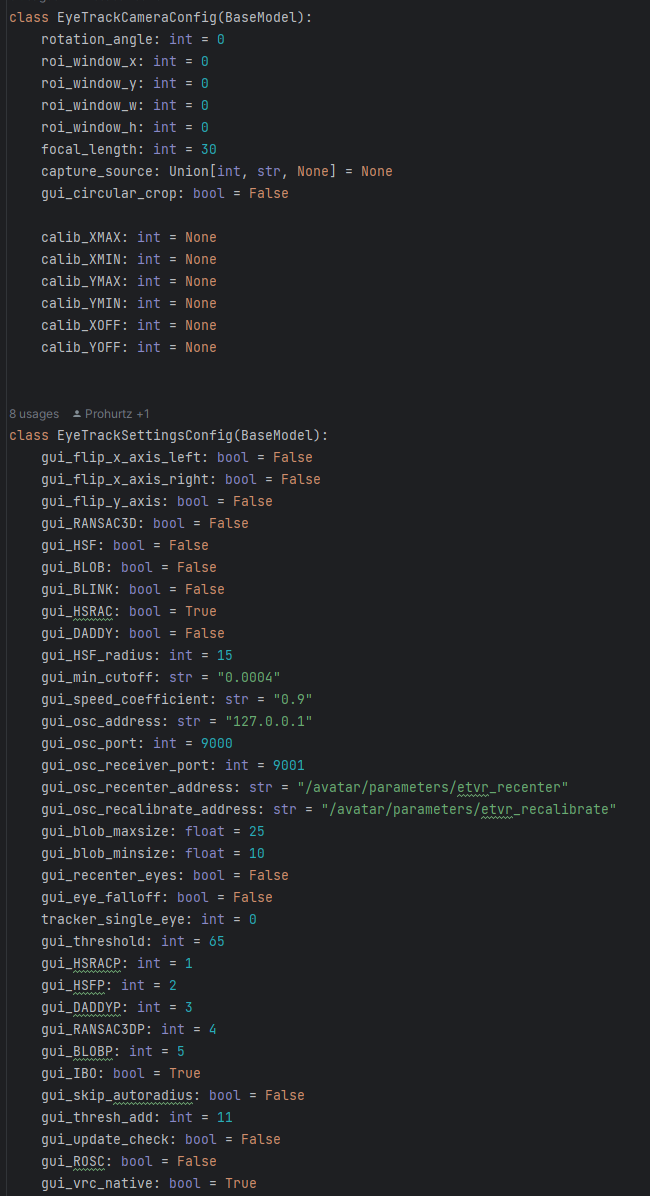 class EyeTrackCameraConfig(BaseModel):
    rotation_angle: int = 0
    roi_window_x: int = 0
    roi_window_y: int = 0
    roi_window_w: int = 0
    roi_window_h: int = 0
    focal_length: int = 30
    capture_source: Union[int, str, None] = None
    gui_circular_crop: bool = False

    calib_XMAX: int = None
    calib_XMIN: int = None
    calib_YMAX: int = None
    calib_YMIN: int = None
    calib_XOFF: int = None
    calib_YOFF: int = None

8 usages Prohurtz +1
class EyeTrackSettingsConfig(BaseModel):
    gui_flip_x_axis_left: bool = False
    gui_flip_x_axis_right: bool = False
    gui_flip_y_axis: bool = False
    gui_RANSAC3D: bool = False
    gui_HSF: bool = False
    gui_BLOB: bool = False
    gui_BLINK: bool = False
    gui_HSRAC: bool = True
    gui_DADDY: bool = False
    gui_HSF_radius: int = 15
    gui_min_cutoff: str = "0.0004"
    gui_speed_coefficient: str = "0.9"
    gui_osc_address: str = "127.0.0.1"
    gui_osc_port: int = 9000
    gui_osc_receiver_port: int = 9001
    gui_osc_recenter_address: str = "/avatar/parameters/etvr_recenter"
    gui_osc_recalibrate_address: str = "/avatar/parameters/etvr_recalibrate"
    gui_blob_maxsize: float = 25
    gui_blob_minsize: float = 10
    gui_recenter_eyes: bool = False
    gui_eye_falloff: bool = False
    tracker_single_eye: int = 0
    gui_threshold: int = 65
    gui_HSRACP: int = 1
    gui_HSFP: int = 2
    gui_DADDYP: int = 3
    gui_RANSAC3DP: int = 4
    gui_BLOBP: int = 5
    gui_IBO: bool = True
    gui_skip_autoradius: bool = False
    gui_thresh_add: int = 11
    gui_update_check: bool = False
    gui_ROSC: bool = False
    gui_vrc_native: bool = True